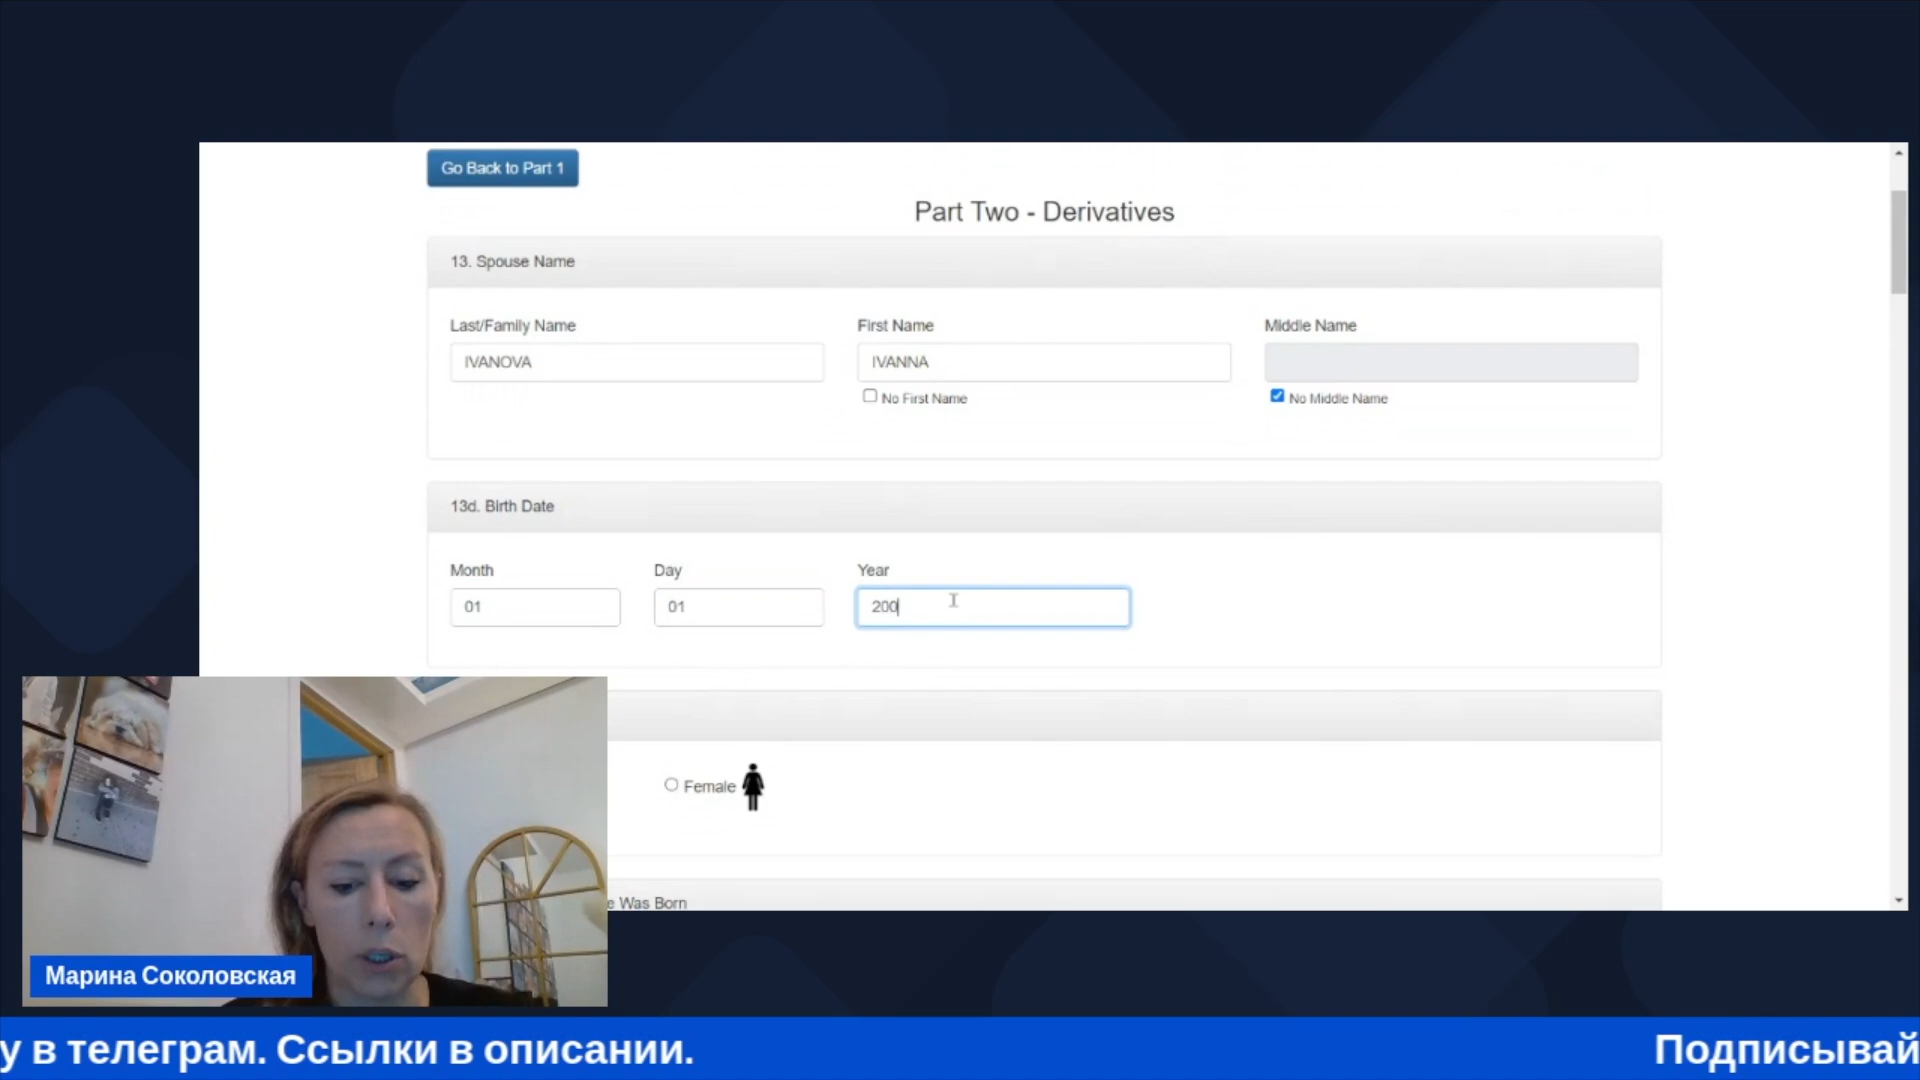 Go Back to Part 1
Part Two - Derivatives
13. Spouse Name
Last/Family Name
First Name
Middle Name
IVANOVA
IVANNA
No First Name
No Middle Name
13d. Birth Date
Month
Day
Year
01
01
200
Female
e Was Born
Марина Соколовская
у в телеграм. Ссылки в описании.
Подписывай